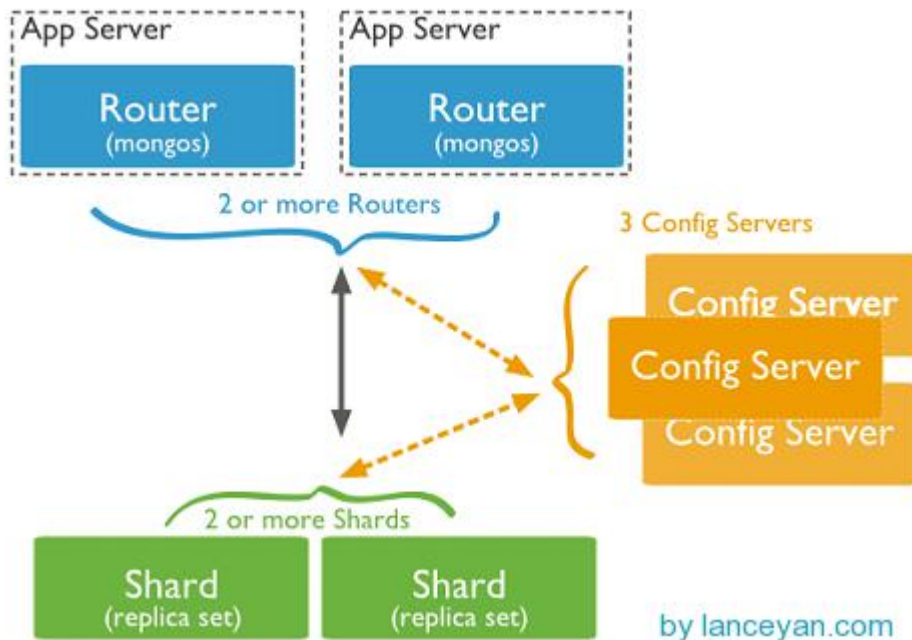 App Server
App Server
Router
(mongos)
Router
(mongos)
2 or more Routers
3 Config Servers
Config Server
Config Server
Config Server
2 or more Shards
Shard
(replica set)
Shard
(replica set)
by lanceyan.com